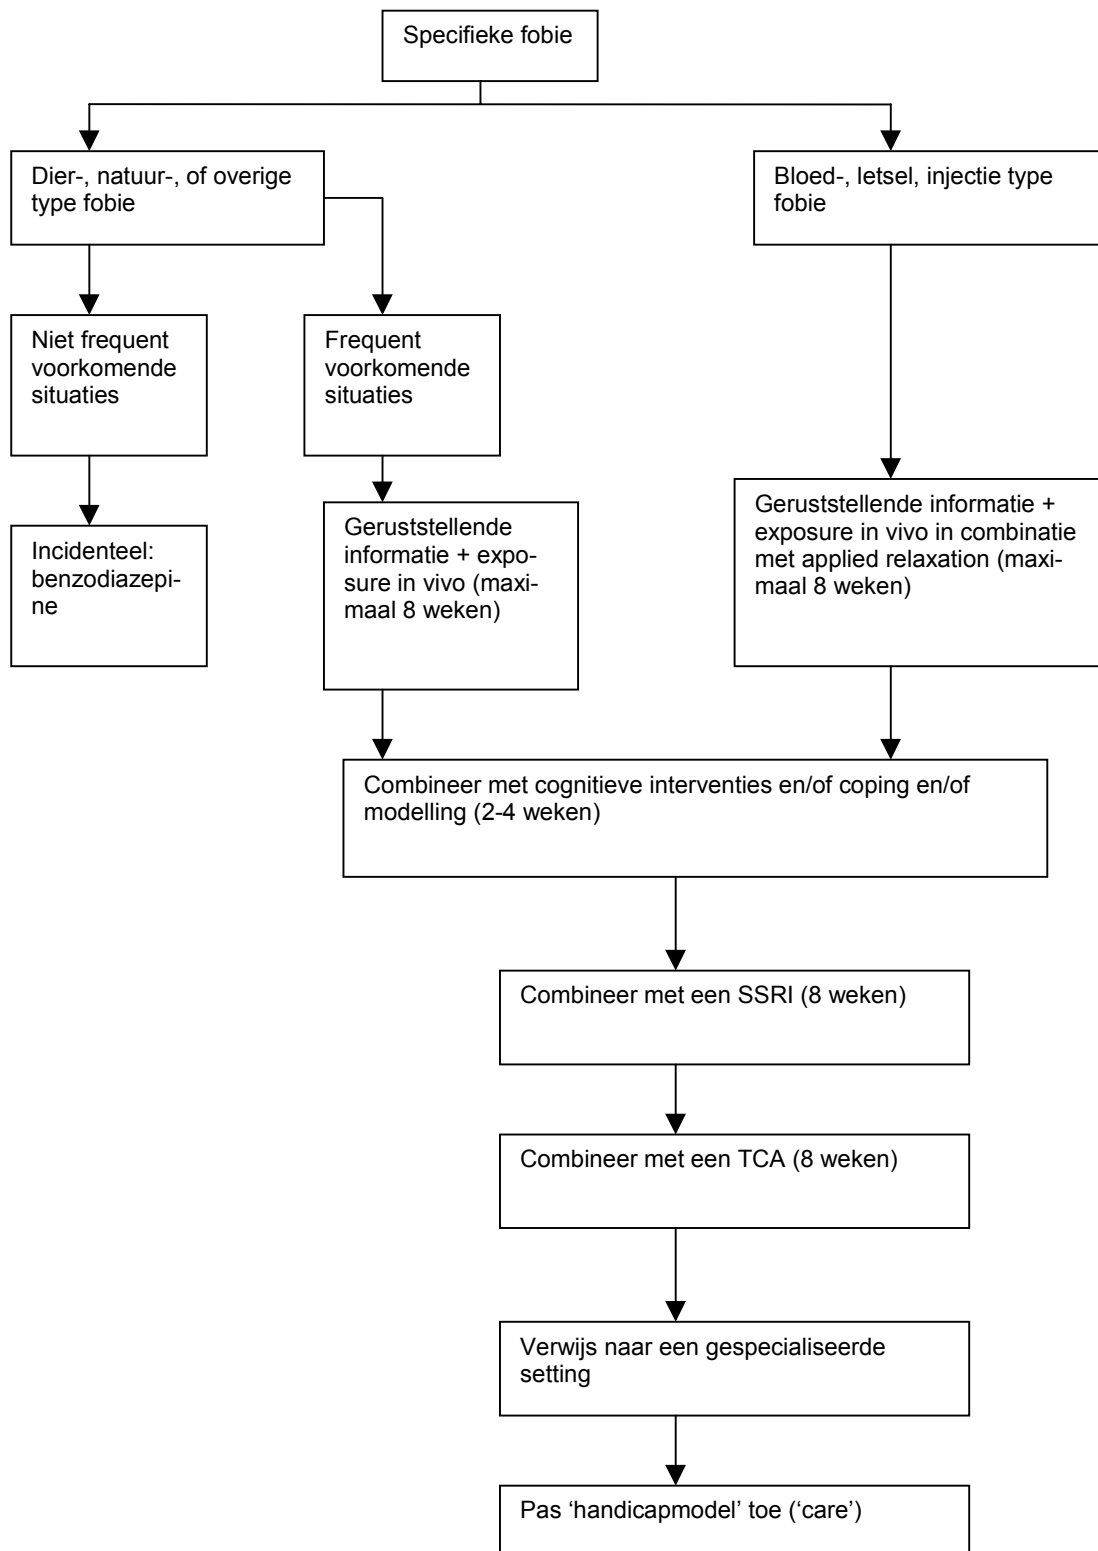 Specifieke fobie
Dier-, natuur-, of overige
type fobie
Bloed-, letsel, injectie type
fobie
Niet frequent
voorkomende
situaties
Frequent
voorkomende
situaties
Incidenteel:
benzodiazepi-
ne
Geruststellende
informatie + expo-
sure in vivo (maxi-
maal 8 weken)
Geruststellende informatie +
exposure in vivo in combinatie
met applied relaxation (maxi-
maal 8 weken)
Combineer met cognitieve interventies en/of coping en/of
modelling (2-4 weken)
Combineer met een SSRI (8 weken)
Combineer met een TCA (8 weken)
Verwijs naar een gespecialiseerde
setting
Pas ‘handicapmodel’ toe (‘care’)